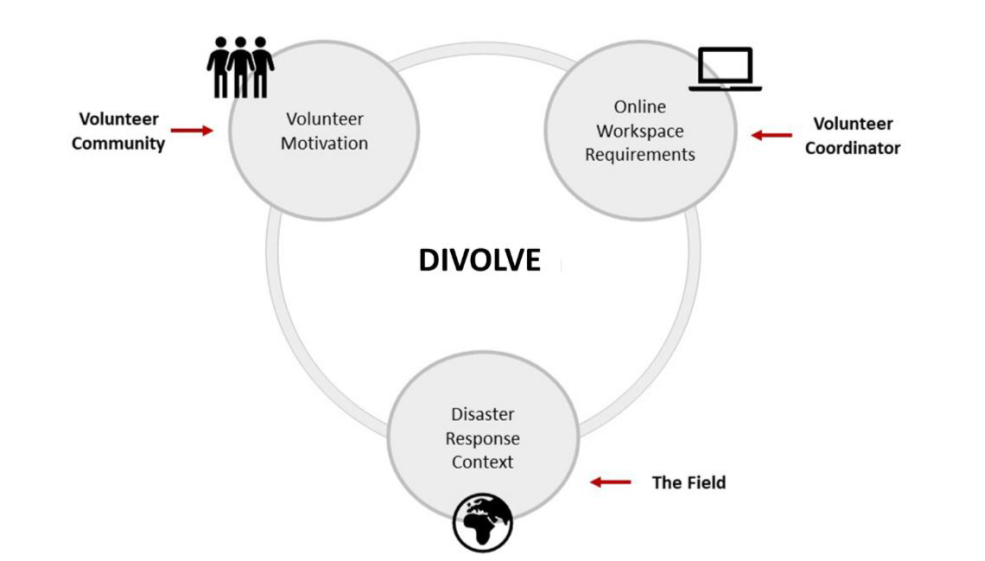 Volunteer
Community
Volunteer
Motivation
Online
Workspace
Requirements
Volunteer
Coordinator
DIVOLVE
Disaster
Response
Context
The Field